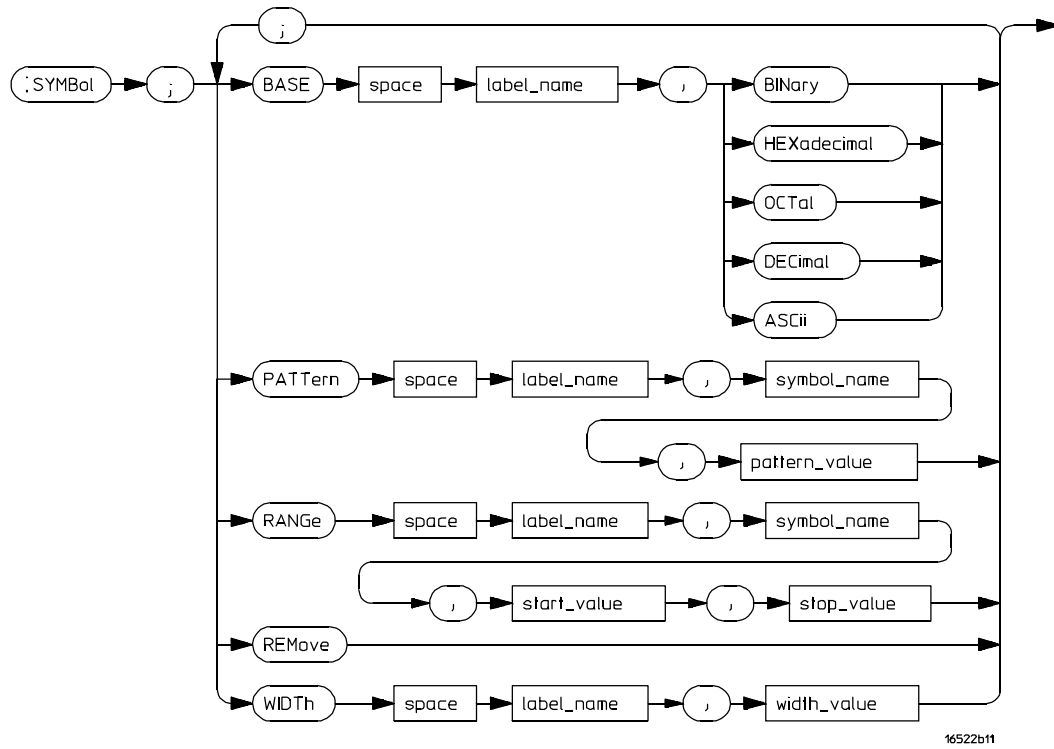 ;
:SYMBol ; BASE space label_name , BINary
HEXadecimal
OCTal
DECimal
ASCii
PATTern space label_name , symbol_name
, pattern_value
RANGe space label_name , symbol_name
, start_value , stop_value
REMove
WIDTh space label_name , width_value
16522b11